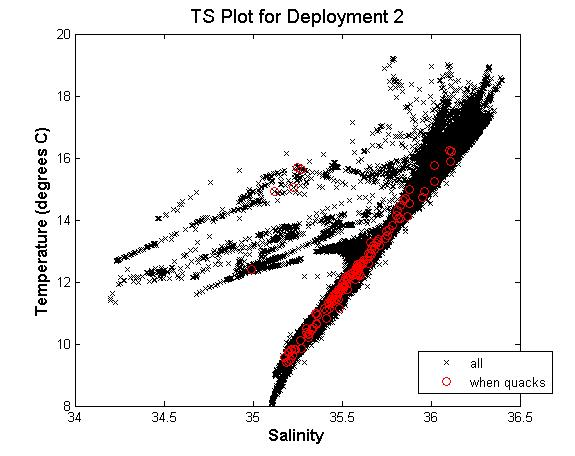 TS Plot for Deployment 2
Temperature (degrees C)
20
18
16
14
12
10
8
34
34.5
35
35.5
36
36.5
Salinity
all
when quacks